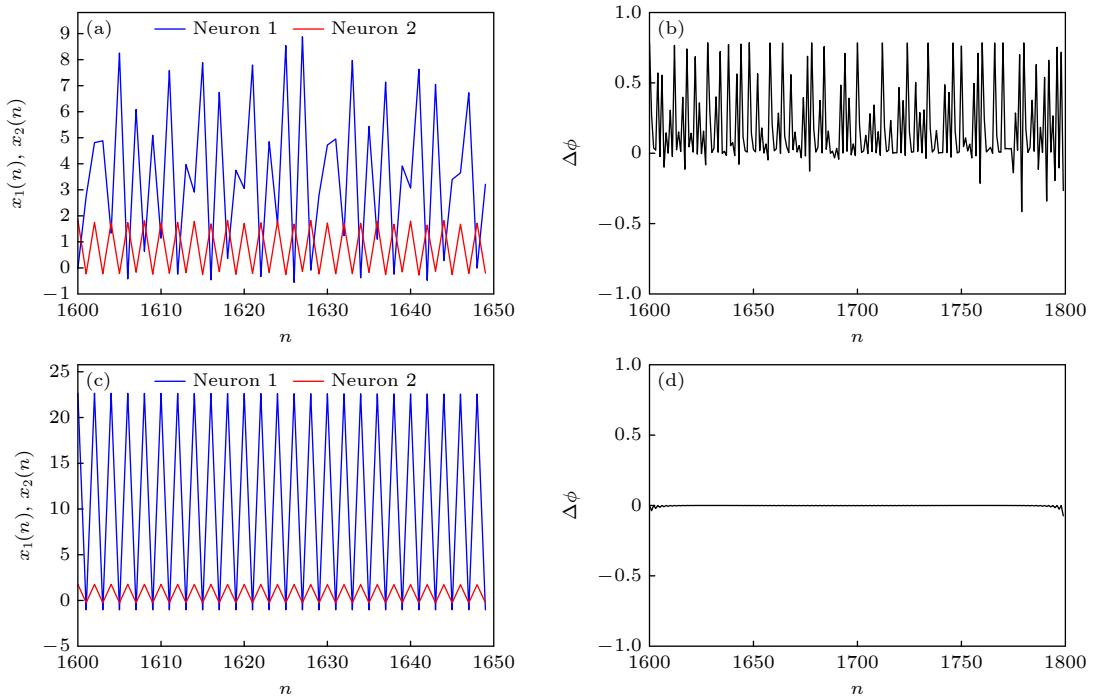 (a) Neuron 1 Neuron 2
x₁(n), x₂(n)
9
8
7
6
5
4
3
2
1
0
−1
1600 1610 1620 1630 1640 1650
n
(b)
Δϕ
1.0
0.5
0
−0.5
−1.0
1600 1650 1700 1750 1800
n
(c) Neuron 1 Neuron 2
x₁(n), x₂(n)
25
20
15
10
5
0
−5
1600 1610 1620 1630 1640 1650
n
(d)
Δϕ
1.0
0.5
0
−0.5
−1.0
1600 1650 1700 1750 1800
n